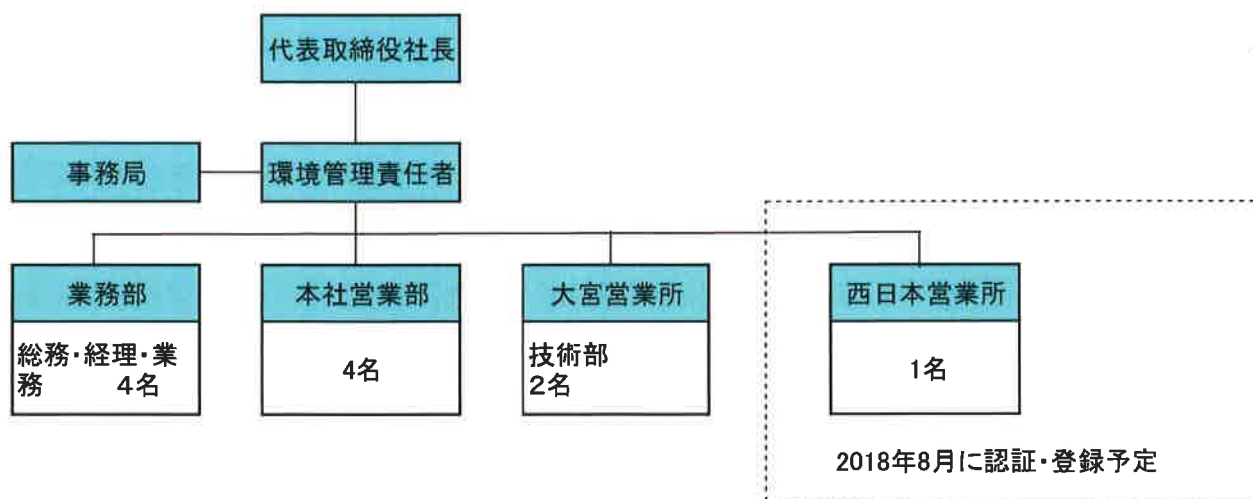 代表取締役社長
事務局
環境管理責任者
業務部
総務・経理・業
務　　　４名
本社営業部
4名
大宮営業所
技術部
２名
西日本営業所
1名
2018年8月に認証・登録予定